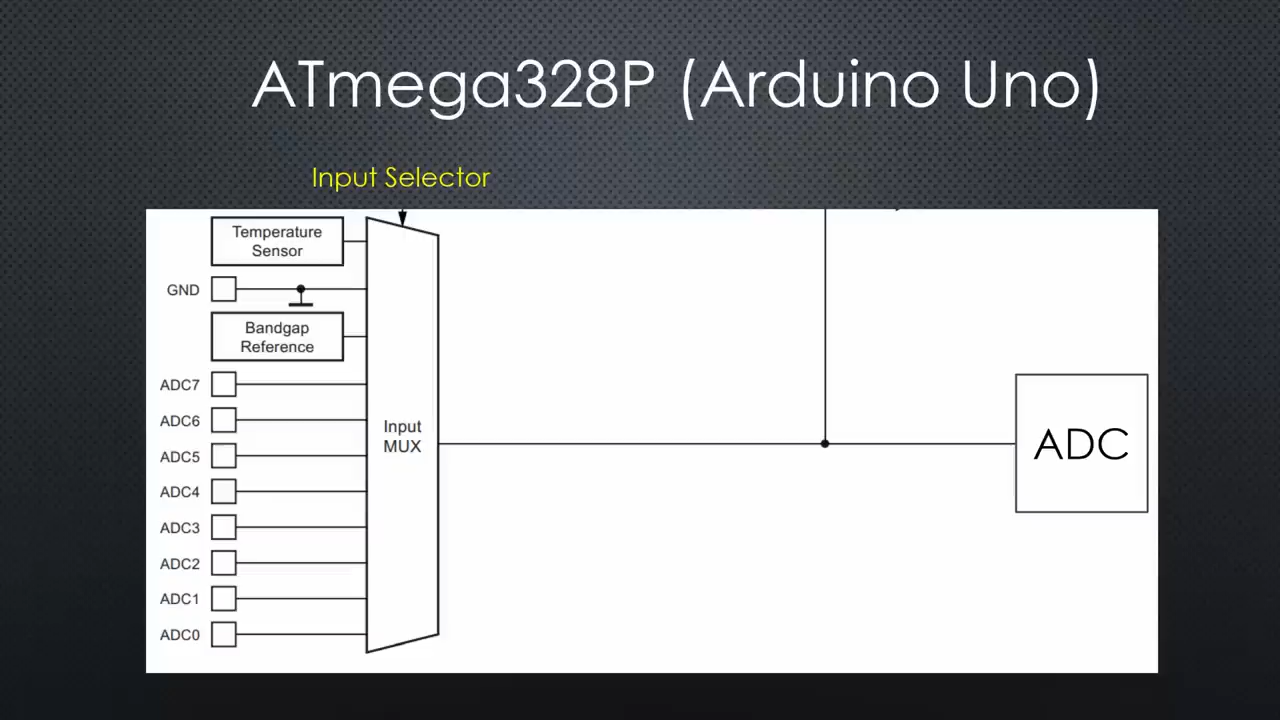 ATmega328P (Arduino Uno)
Input Selector
Temperature
Sensor
GND
Bandgap
Reference
ADC7
ADC6
ADC5
ADC4
ADC3
ADC2
ADC1
ADC0
Input
MUX
ADC